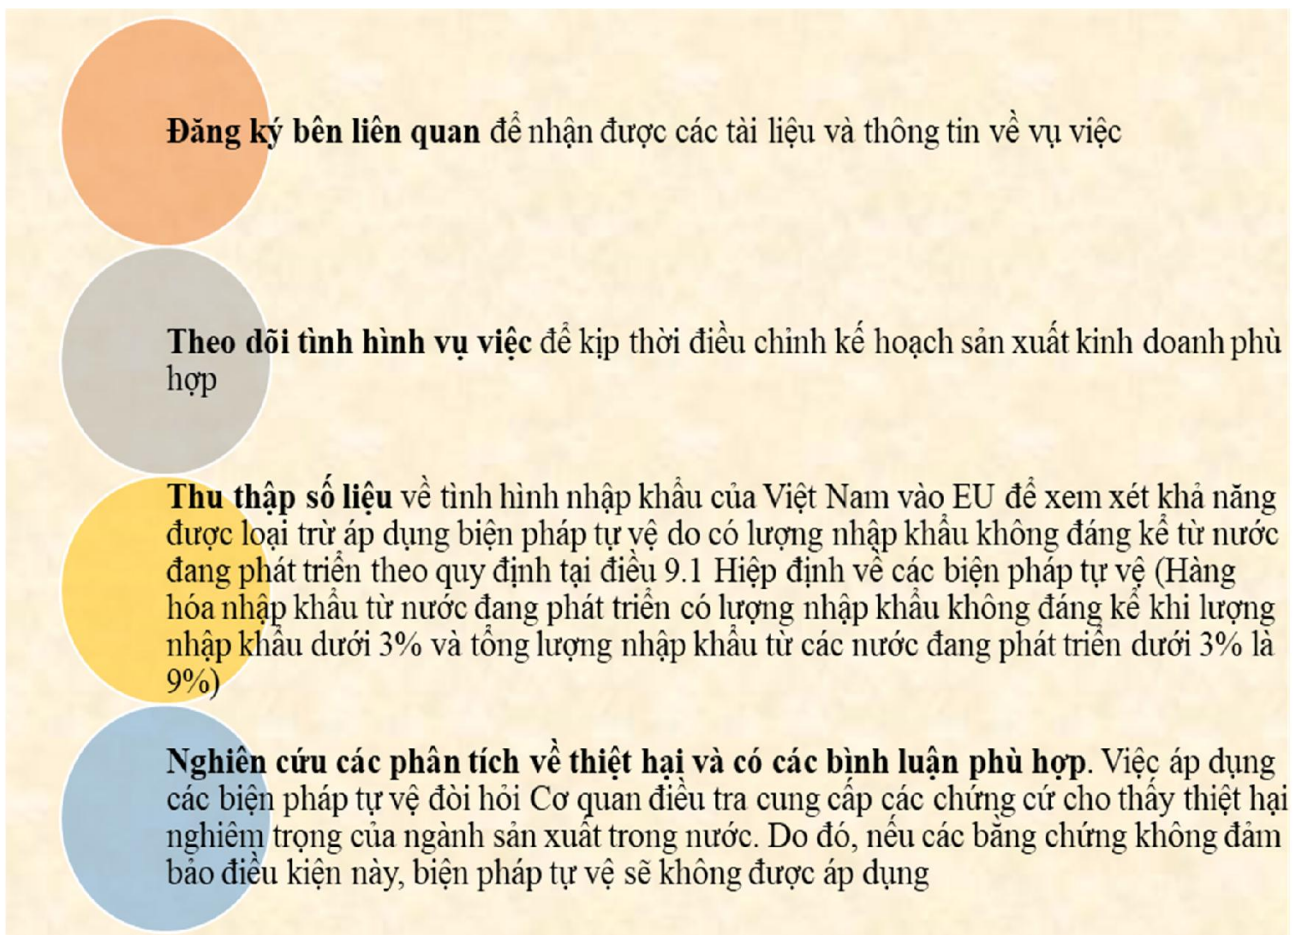 Đăng ký bên liên quan để nhận được các tài liệu và thông tin về vụ việc
Theo dõi tình hình vụ việc để kịp thời điều chỉnh kế hoạch sản xuất kinh doanh phù
hợp
Thu thập số liệu về tình hình nhập khẩu của Việt Nam vào EU để xem xét khả năng
được loại trừ áp dụng biện pháp tự vệ do có lượng nhập khẩu không đáng kể từ nước
đang phát triển theo quy định tại điều 9.1 Hiệp định về các biện pháp tự vệ (Hàng
hóa nhập khẩu từ nước đang phát triển có lượng nhập khẩu không đáng kể khi lượng
nhập khẩu dưới 3% và tổng lượng nhập khẩu từ các nước đang phát triển dưới 3% là
9%)
Nghiên cứu các phân tích về thiệt hại và có các bình luận phù hợp. Việc áp dụng
các biện pháp tự vệ đòi hỏi Cơ quan điều tra cung cấp các chứng cứ cho thấy thiệt hại
nghiêm trọng của ngành sản xuất trong nước. Do đó, nếu các bằng chứng không đảm
bảo điều kiện này, biện pháp tự vệ sẽ không được áp dụng